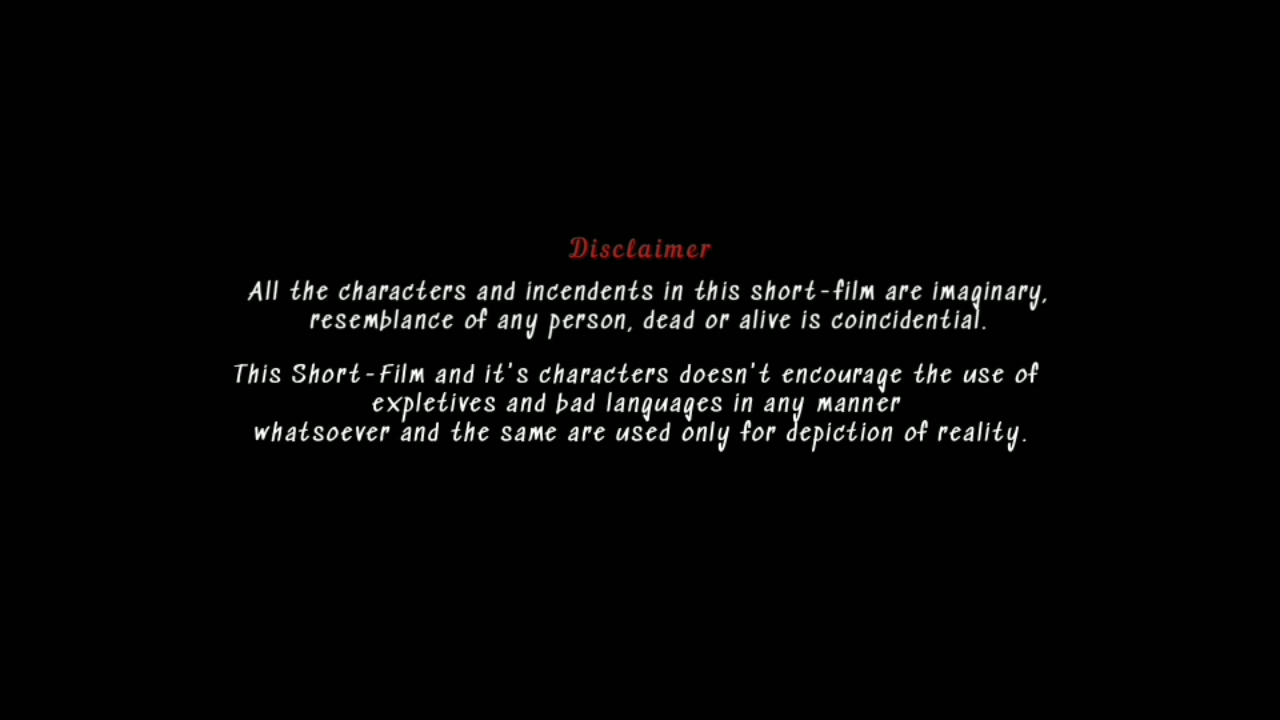 Disclaimer
All the characters and incendents in this short-film are imaginary,
resemblance of any person, dead or alive is coincidential.
This Short-Film and it's characters doesn't encourage the use of
expletives and bad languages in any manner
whatsoever and the same are used only for depiction of reality.